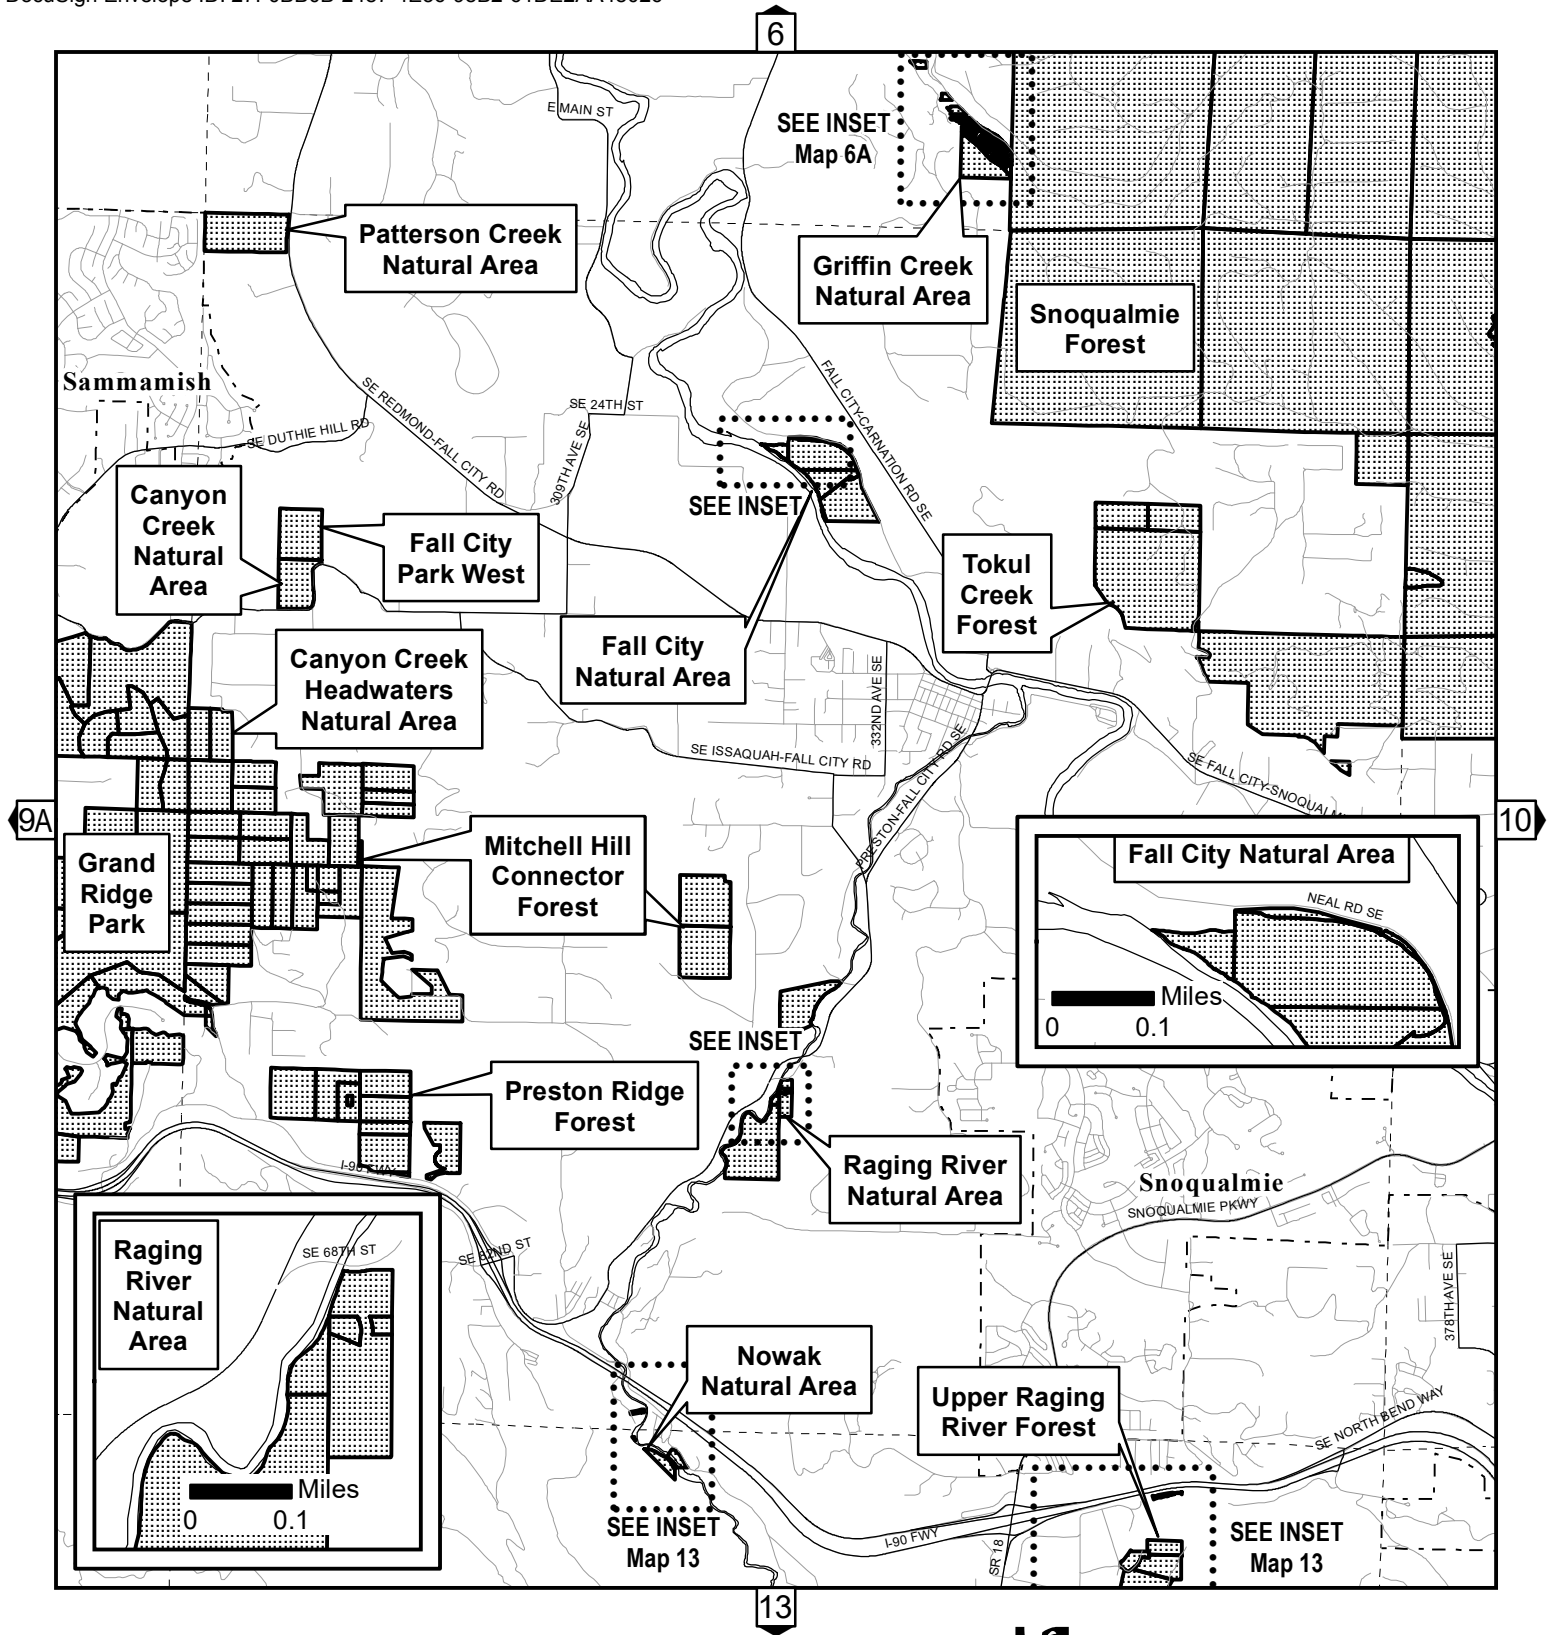 6
E MAIN ST
SEE INSET
Map 6A
Patterson Creek
Natural Area
Griffin Creek
Natural Area
Snoqualmie
Forest
Sammamish
SE REDMOND-FALL CITY RD
FALL CITY-CARNATION RD SE
SE 24TH ST
SE DUTHIE HILL RD
309TH AVE SE
SEE INSET
Canyon
Creek
Natural
Area
Fall City
Park West
Tokul
Creek
Forest
Fall City
Natural Area
Canyon Creek
Headwaters
Natural Area
332ND AVE SE
SE ISSAQUAH-FALL CITY RD
PRESTON-FALL CITY RD SE
9A
10
Grand
Ridge
Park
Mitchell Hill
Connector
Forest
Fall City Natural Area
NEAL RD SE
Miles
0 0.1
SEE INSET
Preston Ridge
Forest
Raging River
Natural Area
Snoqualmie
SNOQUALMIE PKWY
I-90 FWY
Raging
River
Natural
Area
SE 68TH ST
SE 82ND ST
378TH AVE SE
Nowak
Natural Area
Upper Raging
River Forest
SE NORTH BEND WAY
Miles
0 0.1
SEE INSET
Map 13
I-90 FWY
SR 18
SEE INSET
Map 13
13